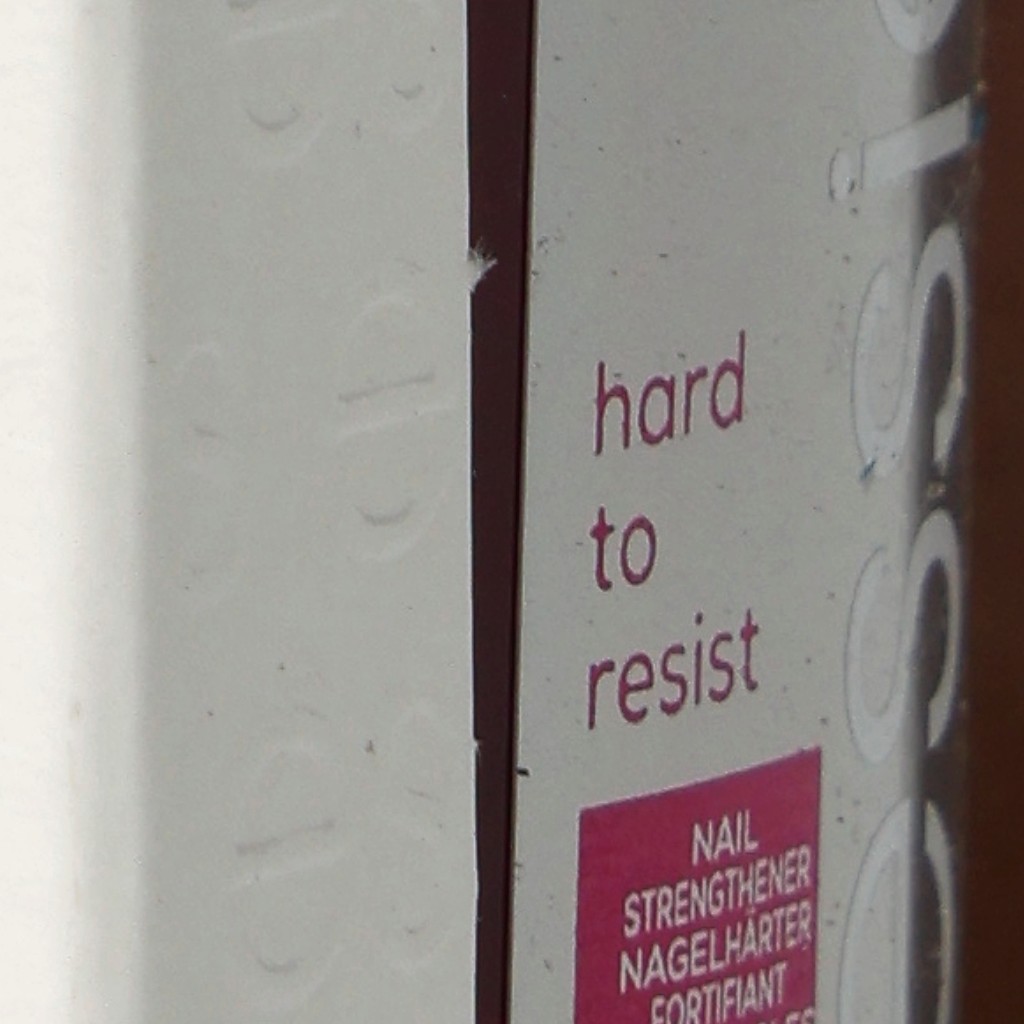 hard
to
resist
NAIL
STRENGTHENER
NAGELHÄRTER
FORTIFIANT